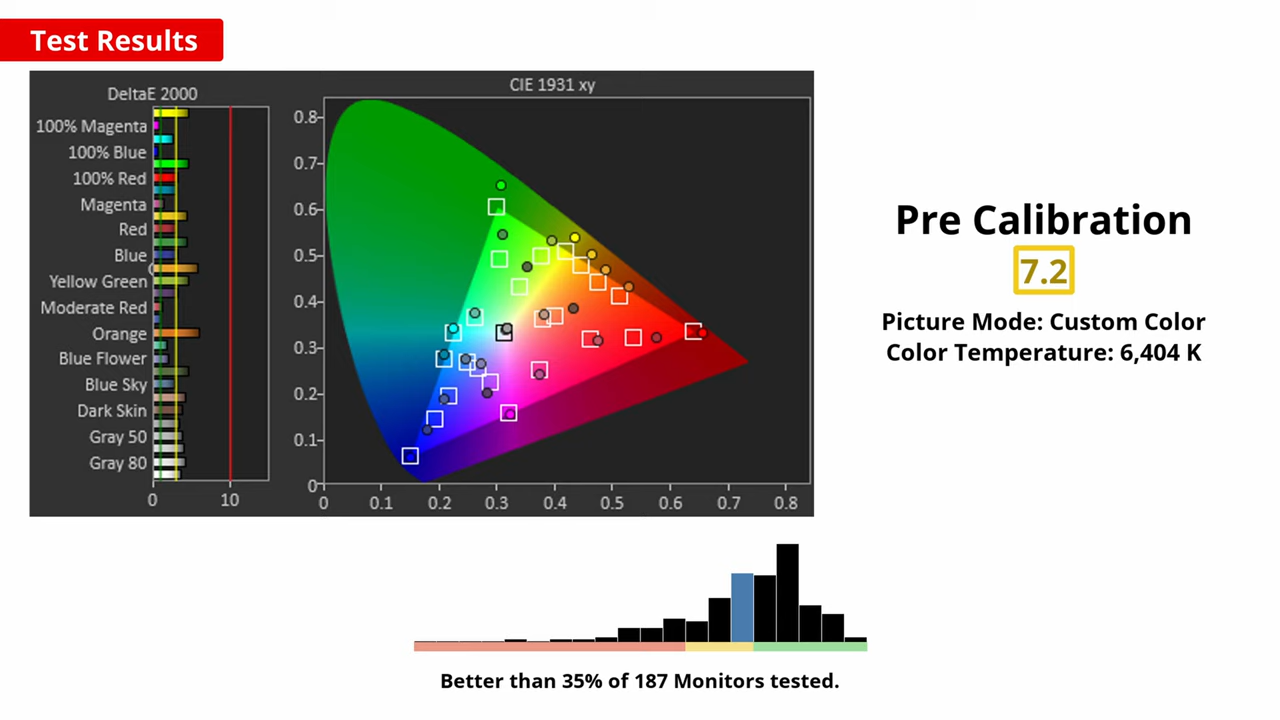 Test Results
DeltaE 2000
100% Magenta
100% Blue
100% Red
Magenta
Red
Blue
Yellow Green
Moderate Red
Orange
Blue Flower
Blue Sky
Dark Skin
Gray 50
Gray 80
0 10
CIE 1931 xy
0.8
0.7
0.6
0.5
0.4
0.3
0.2
0.1
0
0 0.1 0.2 0.3 0.4 0.5 0.6 0.7 0.8
Pre Calibration
7.2
Picture Mode: Custom Color
Color Temperature: 6,404 K
Better than 35% of 187 Monitors tested.